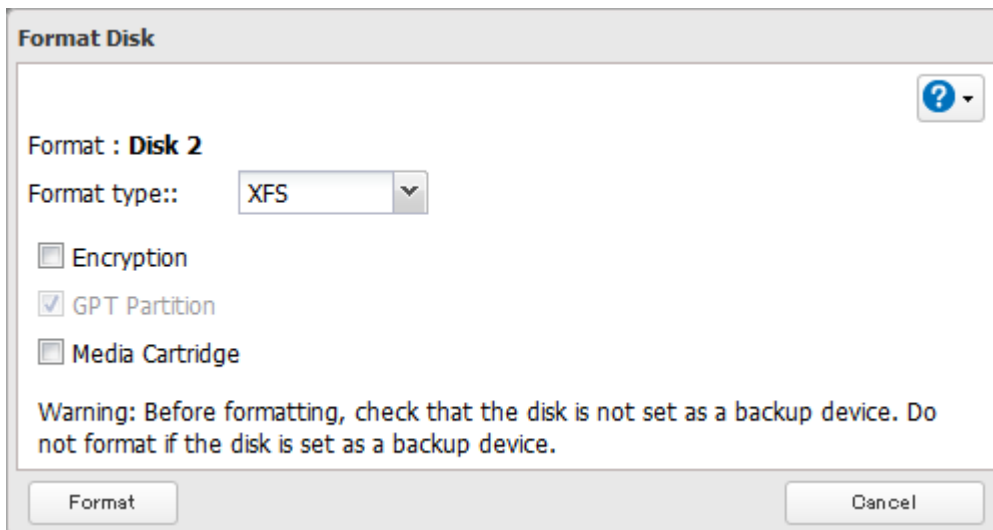 Format Disk
?
Format : Disk 2
Format type:: XFS
Encryption
GPT Partition
Media Cartridge
Warning: Before formatting, check that the disk is not set as a backup device. Do
not format if the disk is set as a backup device.
Format Cancel